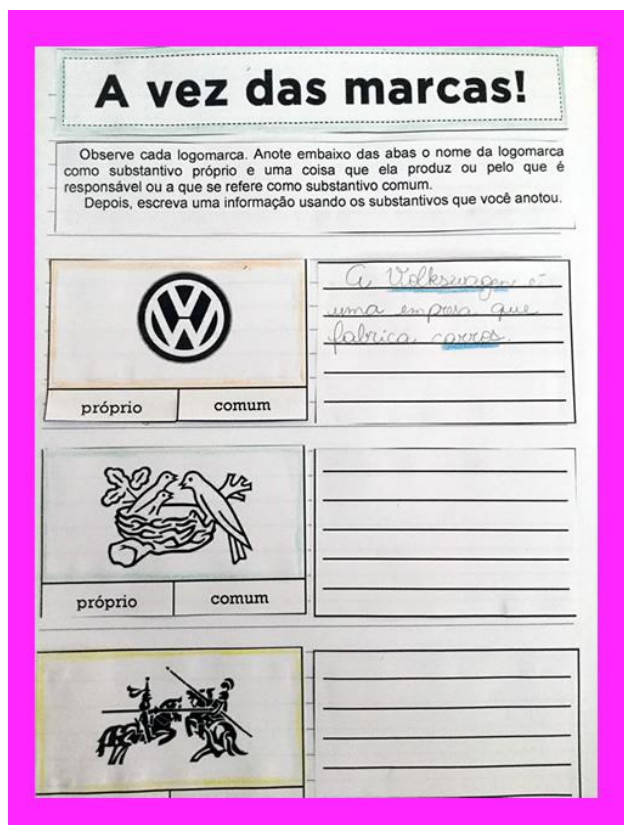 A vez das marcas!
Observe cada logomarca. Anote embaixo das abas o nome da logomarca
como substantivo próprio e uma coisa que ela produz ou pelo que é
responsável ou a que se refere como substantivo comum.
Depois, escreva uma informação usando os substantivos que você anotou.
VW
A Volkswagen é
uma empresa que
fabrica carros.
próprio comum
próprio comum